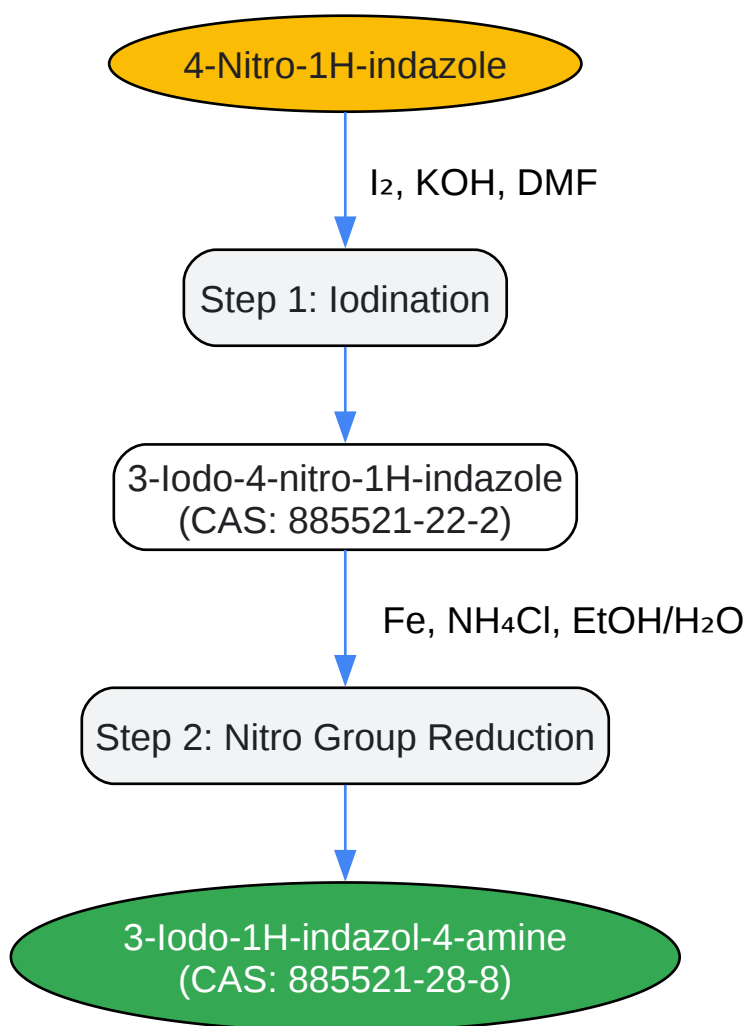 4-Nitro-1H-indazole
I₂, KOH, DMF
Step 1: Iodination
3-Iodo-4-nitro-1H-indazole
(CAS: 885521-22-2)
Fe, NH₄Cl, EtOH/H₂O
Step 2: Nitro Group Reduction
3-Iodo-1H-indazol-4-amine
(CAS: 885521-28-8)